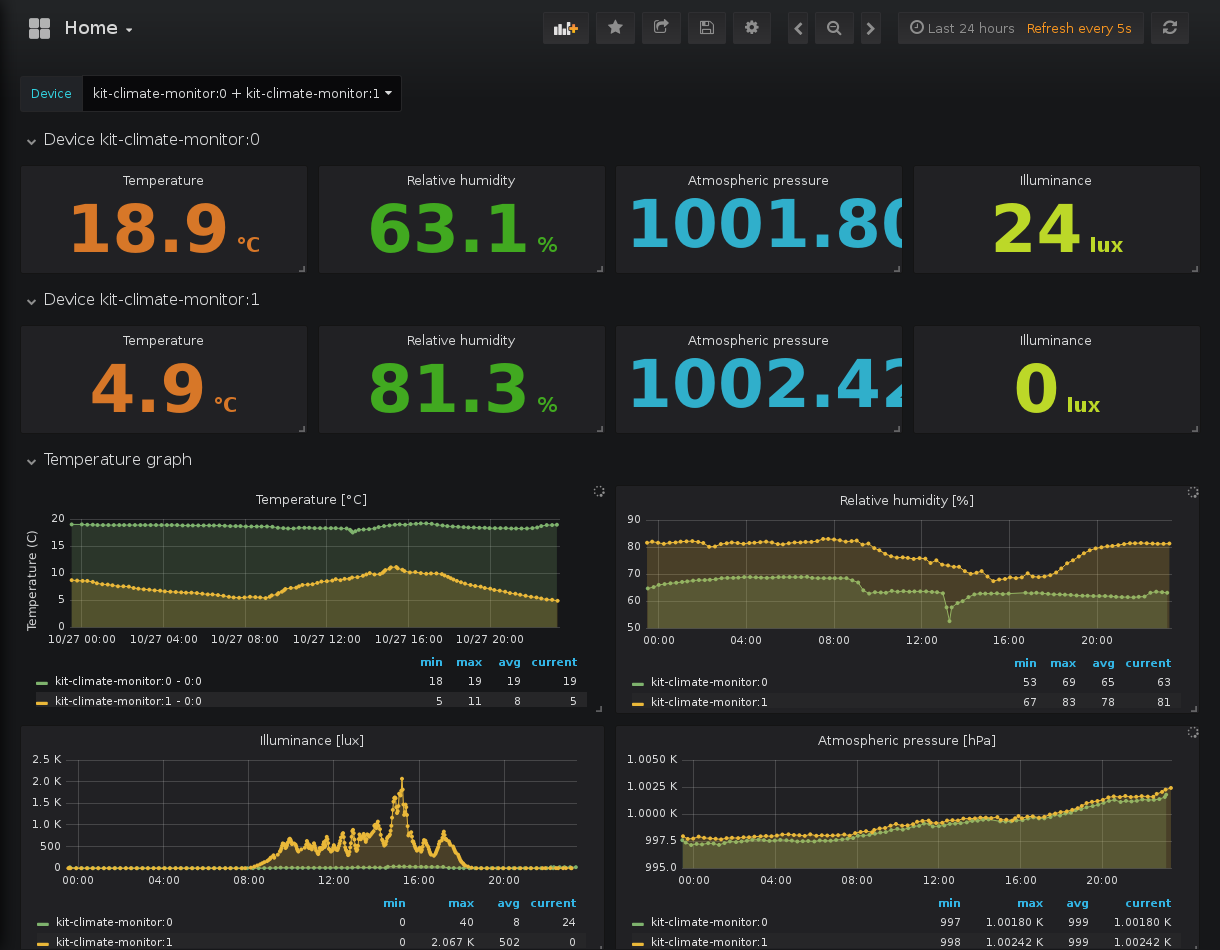 Home
Last 24 hours Refresh every 5s
Device kit-climate-monitor:0 + kit-climate-monitor:1
Device kit-climate-monitor:0
Temperature Relative humidity Atmospheric pressure Illuminance
18.9 °C 63.1 % 1001.80 24 lux
Device kit-climate-monitor:1
Temperature Relative humidity Atmospheric pressure Illuminance
4.9 °C 81.3 % 1002.42 0 lux
Temperature graph
Temperature [°C]
Temperature (C)
20
15
10
5
0
10/27 00:00 10/27 04:00 10/27 08:00 10/27 12:00 10/27 16:00 10/27 20:00
min max avg current
kit-climate-monitor:0 - 0:0 18 19 19 19
kit-climate-monitor:1 - 0:0 5 11 8 5
Relative humidity [%]
90
80
70
60
50
00:00 04:00 08:00 12:00 16:00 20:00
min max avg current
kit-climate-monitor:0 53 69 65 63
kit-climate-monitor:1 67 83 78 81
Illuminance [lux]
2.5 K
2.0 K
1.5 K
1.0 K
500
0
00:00 04:00 08:00 12:00 16:00 20:00
min max avg current
kit-climate-monitor:0 0 40 8 24
kit-climate-monitor:1 0 2.067 K 502 0
Atmospheric pressure [hPa]
1.0050 K
1.0025 K
1.0000 K
997.5
995.0
00:00 04:00 08:00 12:00 16:00 20:00
min max avg current
kit-climate-monitor:0 997 1.00180 K 999 1.00180 K
kit-climate-monitor:1 998 1.00242 K 999 1.00242 K